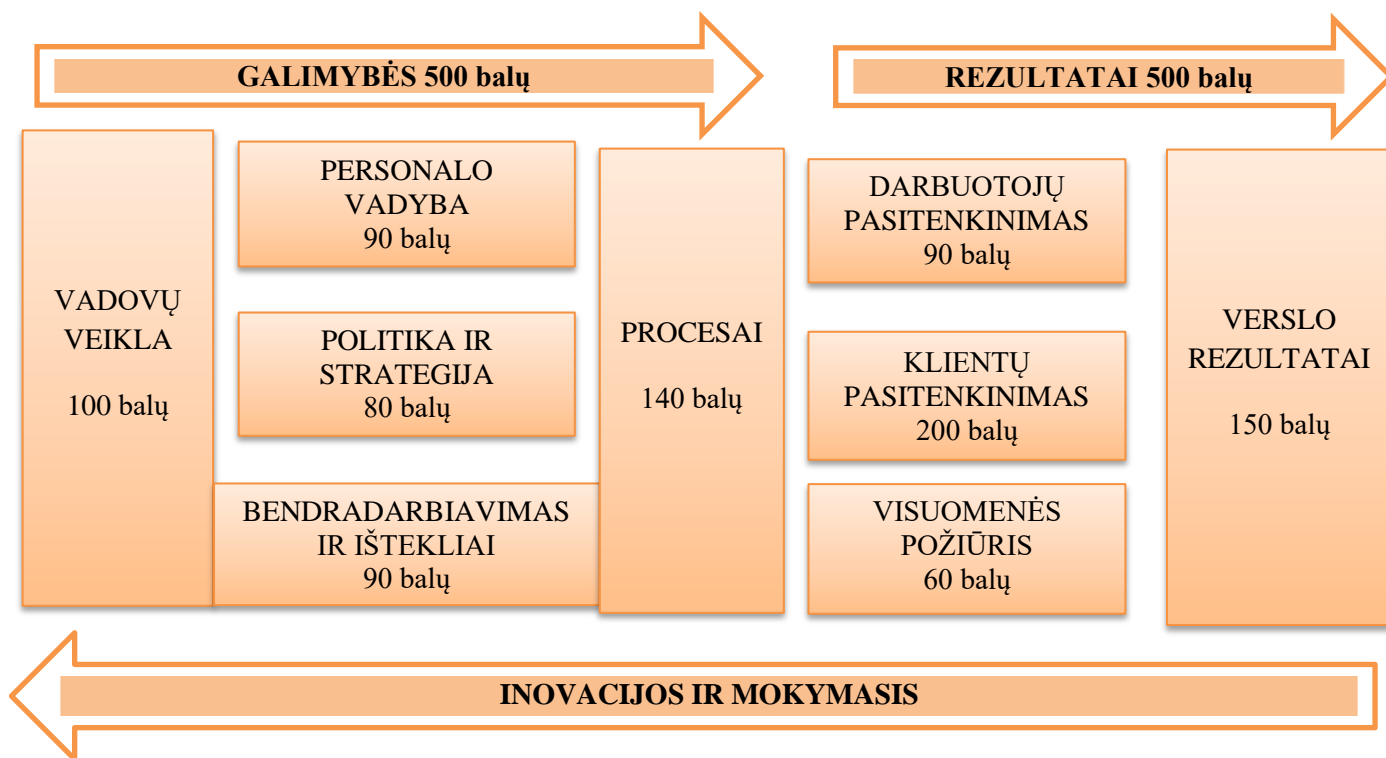 GALIMYBĖS 500 balų
REZULTATAI 500 balų
VADOVŲ
VEIKLA
100 balų
PERSONALO
VADYBA
90 balų
POLITIKA IR
STRATEGIJA
80 balų
BENDRADARBIAVIMAS
IR IŠTEKLIAI
90 balų
PROCESAI
140 balų
DARBUOTOJŲ
PASITENKINIMAS
90 balų
KLIENTŲ
PASITENKINIMAS
200 balų
VISUOMENĖS
POŽIŪRIS
60 balų
VERSLO
REZULTATAI
150 balų
INOVACIJOS IR MOKYMASIS